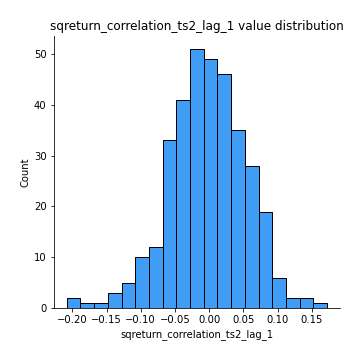 sqreturn_correlation_ts2_lag_1 value distribution
50
40
30
20
10
0
Count
−0.20 −0.15 −0.10 −0.05 0.00 0.05 0.10 0.15
sqreturn_correlation_ts2_lag_1